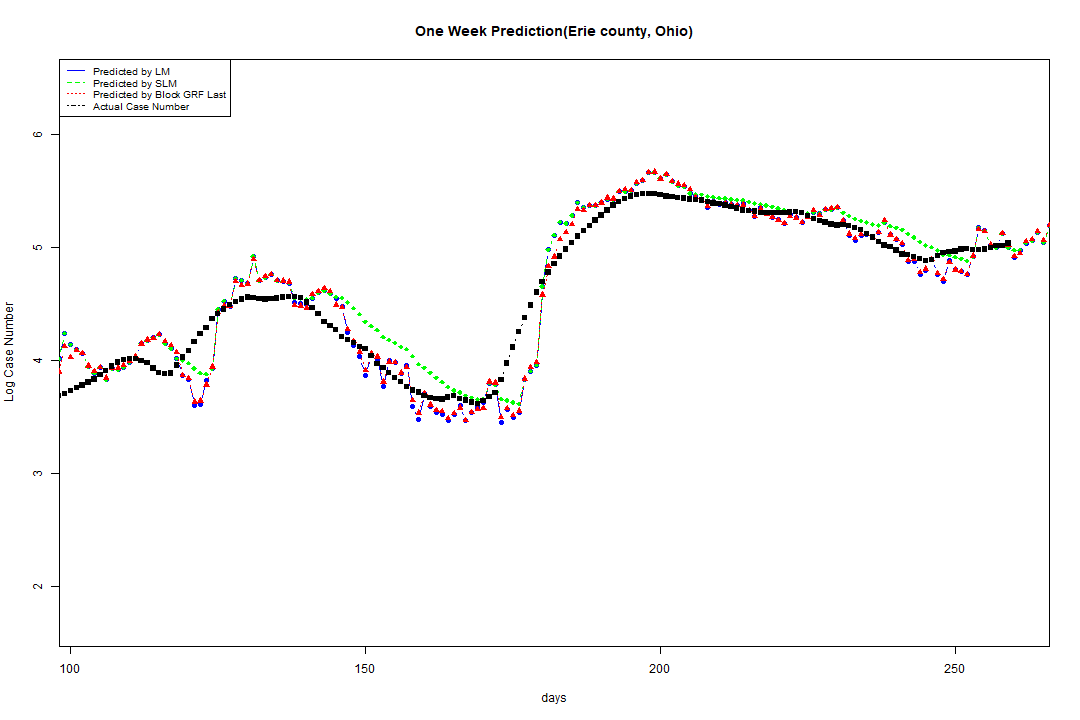 One Week Prediction(Erie county, Ohio)
Predicted by LM
Predicted by SLM
Predicted by Block GRF Last
Actual Case Number
6
5
4
3
2
Log Case Number
100 150 200 250
days